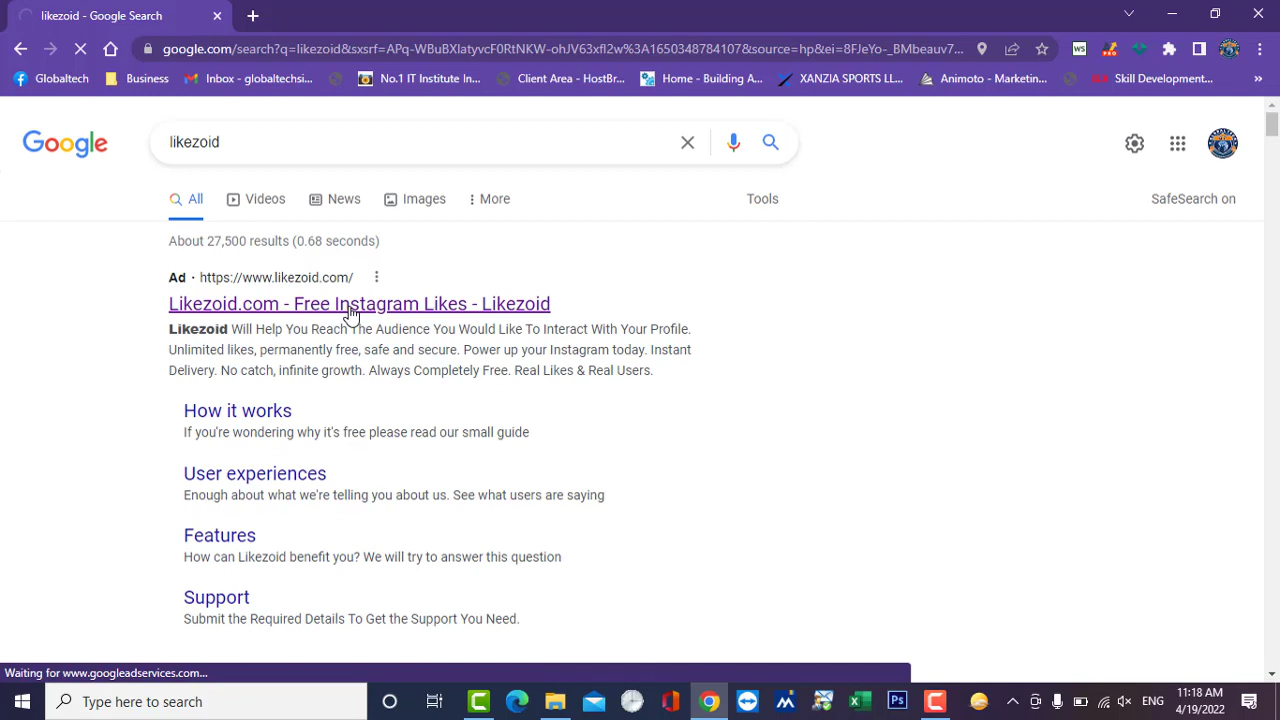 likezoid - Google Search
google.com/search?q=likezoid&sxsrf=APq-WBuBXlatyvcF0RtNKW-ohJV63xfl2w%3A1650348784107&source=hp&ei=8FJeYo-_BMbeauv7...
Globaltech
Business
Inbox - globaltechsi...
No.1 IT Institute In...
Client Area - HostBr...
Home - Building A...
XANZIA SPORTS LL...
Animoto - Marketin...
Skill Development...
»
Google
likezoid
All
Videos
News
Images
More
Tools
SafeSearch on
About 27,500 results (0.68 seconds)
Ad · https://www.likezoid.com/
Likezoid.com - Free Instagram Likes - Likezoid
Likezoid Will Help You Reach The Audience You Would Like To Interact With Your Profile.
Unlimited likes, permanently free, safe and secure. Power up your Instagram today. Instant
Delivery. No catch, infinite growth. Always Completely Free. Real Likes & Real Users.
How it works
If you're wondering why it's free please read our small guide
User experiences
Enough about what we're telling you about us. See what users are saying
Features
How can Likezoid benefit you? We will try to answer this question
Support
Submit the Required Details To Get the Support You Need.
Waiting for www.googleadservices.com...
Type here to search
ENG
11:18 AM
4/19/2022